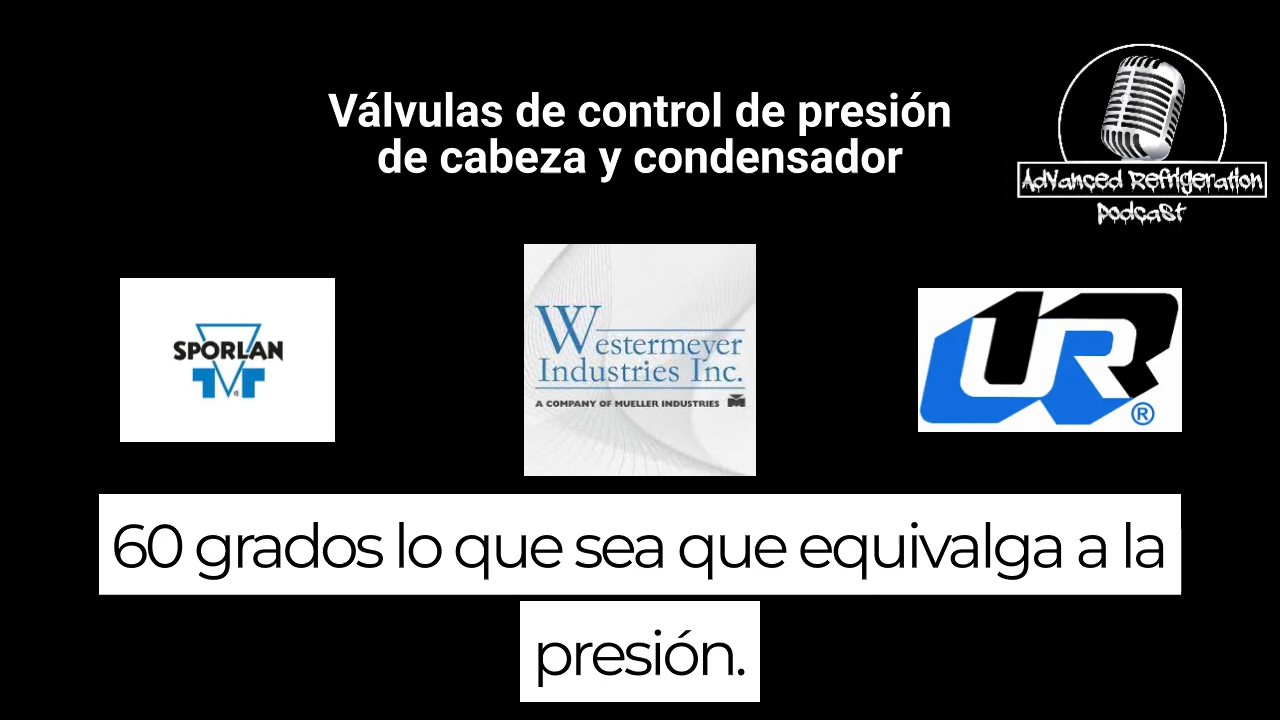 Válvulas de control de presión
de cabeza y condensador
Advanced Refrigeration
Podcast
SPORLAN
®
Westermeyer
Industries Inc.
A COMPANY OF MUELLER INDUSTRIES
UR
®
60 grados lo que sea que equivalga a la
presión.